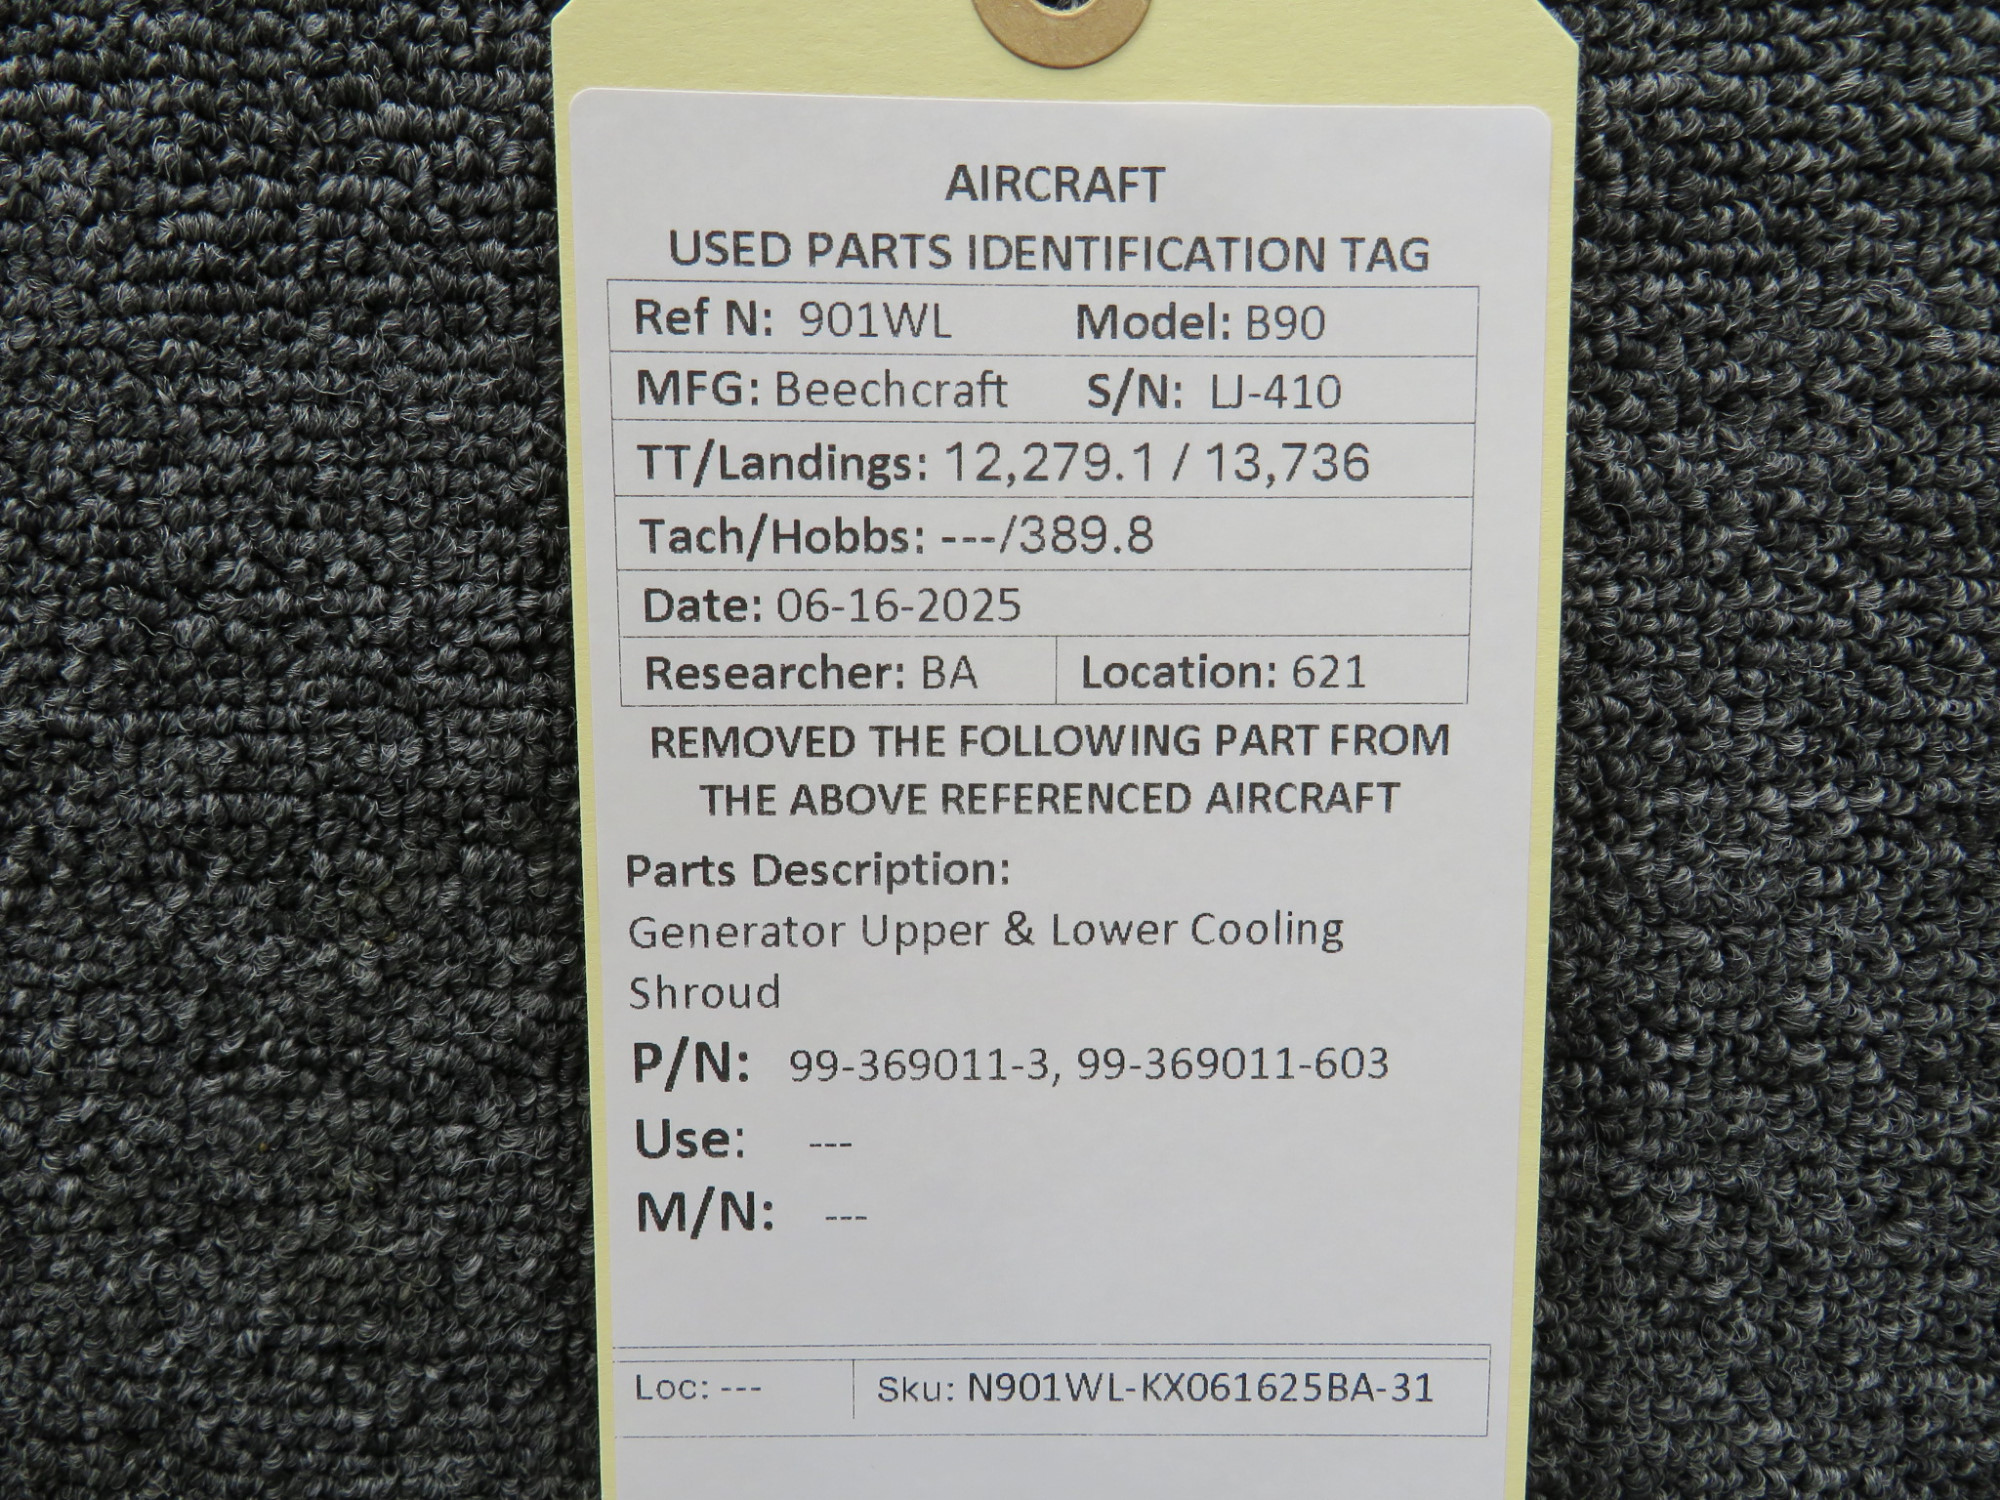 AIRCRAFT
USED PARTS IDENTIFICATION TAG
Ref N: 901WL Model: B90
MFG: Beechcraft S/N: LJ-410
TT/Landings: 12,279.1 / 13,736
Tach/Hobbs: ---/389.8
Date: 06-16-2025
Researcher: BA Location: 621
REMOVED THE FOLLOWING PART FROM
THE ABOVE REFERENCED AIRCRAFT
Parts Description:
Generator Upper & Lower Cooling
Shroud
P/N: 99-369011-3, 99-369011-603
Use: ---
M/N: ---
Loc: --- Sku: N901WL-KX061625BA-31